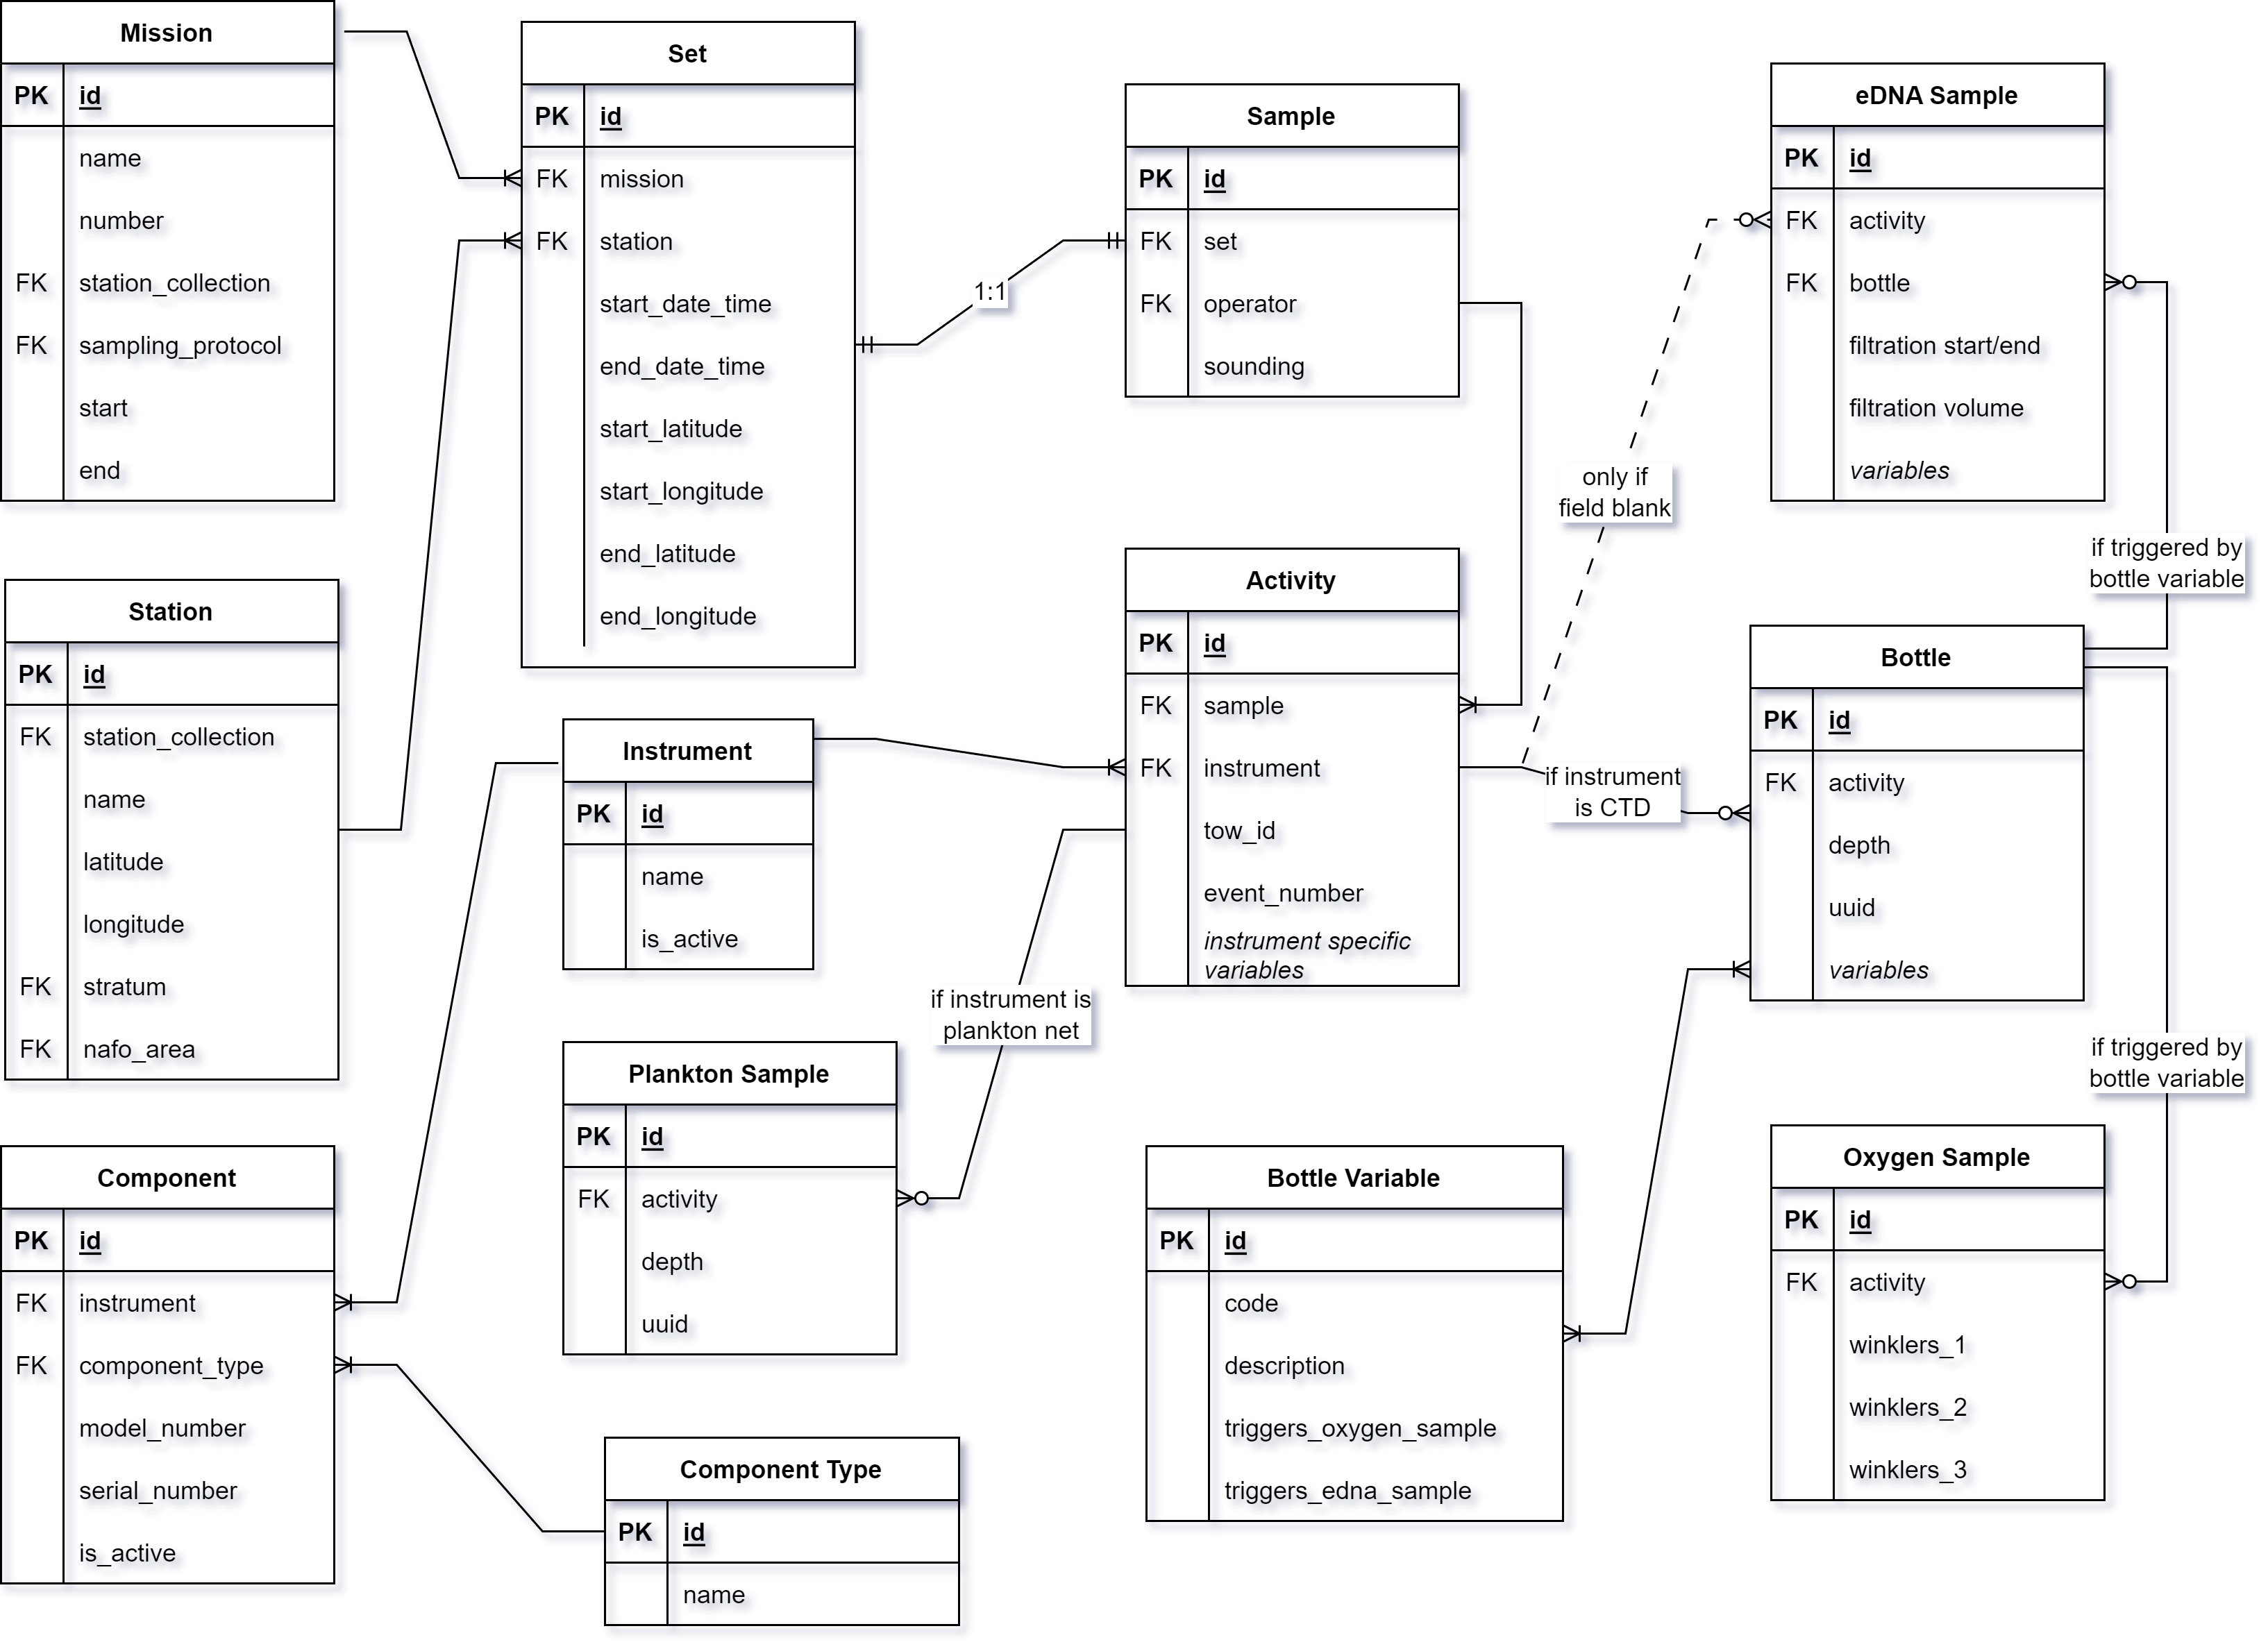 Mission
PK id
name
number
FK station_collection
FK sampling_protocol
start
end
Set
PK id
FK mission
FK station
start_date_time
end_date_time
start_latitude
start_longitude
end_latitude
end_longitude
1:1
Sample
PK id
FK set
FK operator
sounding
eDNA Sample
PK id
FK activity
FK bottle
filtration start/end
filtration volume
variables
only if
field blank
if triggered by
bottle variable
Station
PK id
FK station_collection
name
latitude
longitude
FK stratum
FK nafo_area
Instrument
PK id
name
is_active
Activity
PK id
FK sample
FK instrument
tow_id
event_number
instrument specific
variables
if instrument
is CTD
Bottle
PK id
FK activity
depth
uuid
variables
if instrument is
plankton net
if triggered by
bottle variable
Component
PK id
FK instrument
FK component_type
model_number
serial_number
is_active
Plankton Sample
PK id
FK activity
depth
uuid
Component Type
PK id
name
Bottle Variable
PK id
code
description
triggers_oxygen_sample
triggers_edna_sample
Oxygen Sample
PK id
FK activity
winklers_1
winklers_2
winklers_3